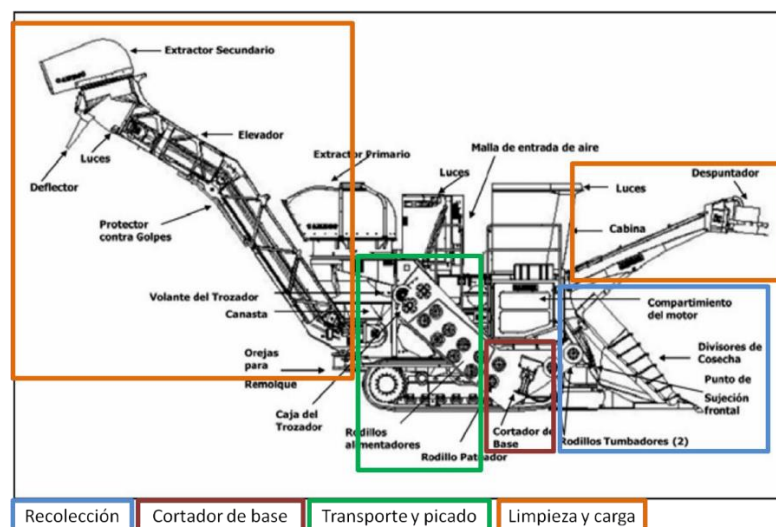 Extractor Secundario
Elevador
Luces
Deflector
Extractor Primario
Malla de entrada de aire
Luces
Despuntador
Luces
Cabina
Protector
contra Golpes
Volante del Trozador
Canasta
Compartimiento
del motor
Divisores de
Cosecha
Orejas
para
Remolque
Punto de
Sujeción
frontal
Caja del
Trozador
Rodillos
alimentadores
Cortador de
Base
Rodillo Pateador
Rodillos Tumbadores (2)
Recolección
Cortador de base
Transporte y picado
Limpieza y carga